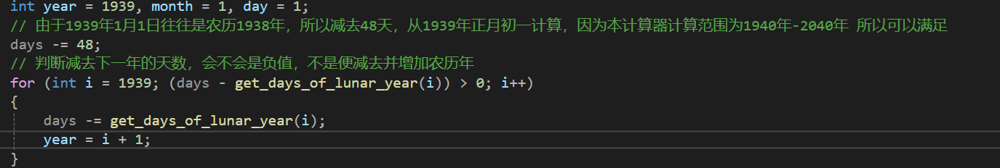 int year = 1939, month = 1, day = 1;
// 由于1939年1月1日往往是农历1938年，所以减去48天，从1939年正月初一计算，因为本计算器计算范围为1940年-2040年 所以可以满足
days -= 48;
// 判断减去下一年的天数，会不会是负值，不是便减去并增加农历年
for (int i = 1939; (days - get_days_of_lunar_year(i)) > 0; i++)
{
    days -= get_days_of_lunar_year(i);
    year = i + 1;
}